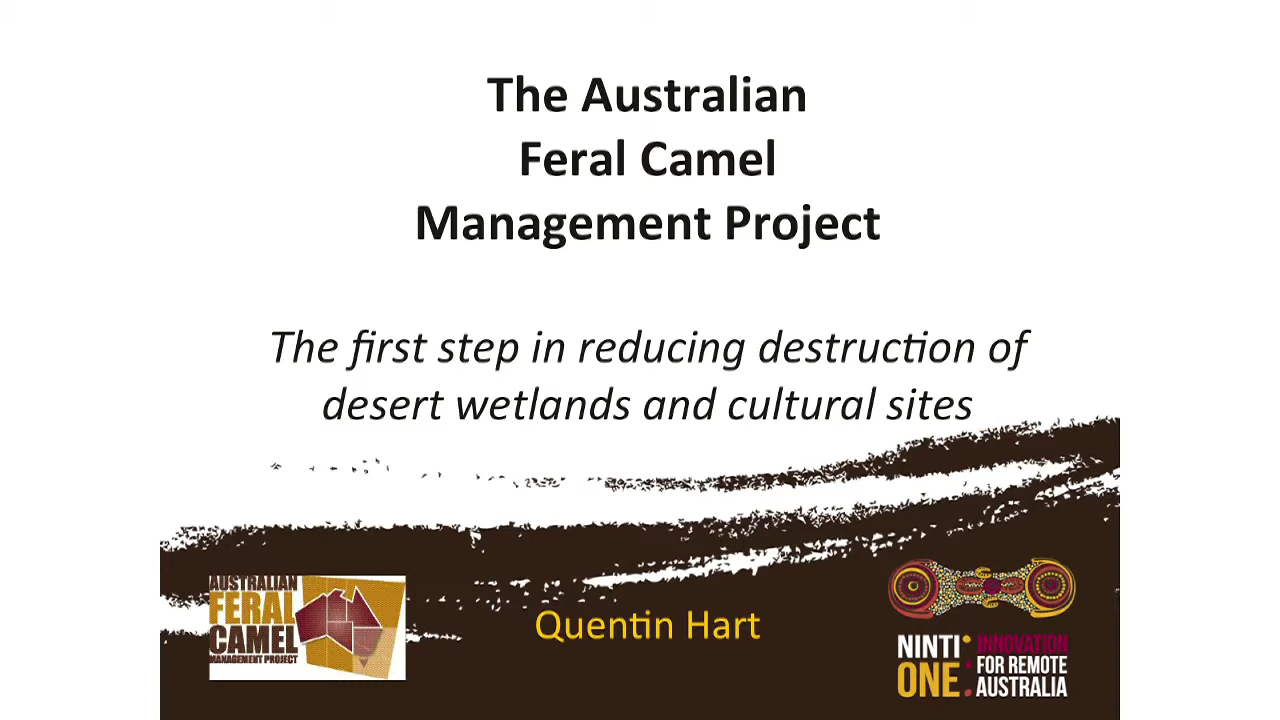 The Australian
Feral Camel
Management Project
The first step in reducing destruction of
desert wetlands and cultural sites
AUSTRALIAN
FERAL
CAMEL
MANAGEMENT PROJECT
Quentin Hart
NINTI
ONE:
INNOVATION
FOR REMOTE
AUSTRALIA